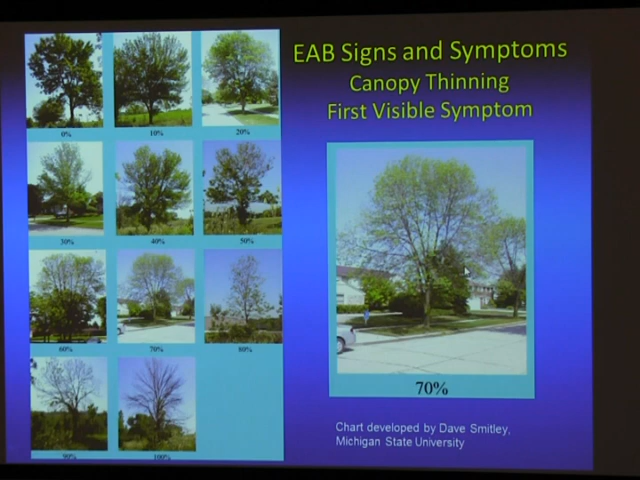 EAB Signs and Symptoms
Canopy Thinning
First Visible Symptom
0%
10%
20%
30%
40%
50%
60%
70%
80%
90%
100%
70%
Chart developed by Dave Smitley,
Michigan State University